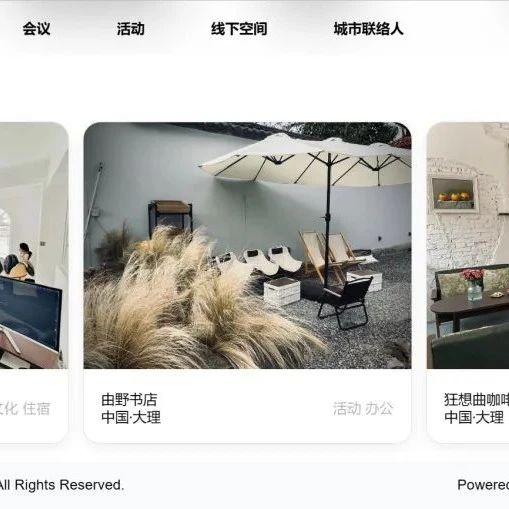 会议 活动 线下空间 城市联络人
文化 住宿
由野书店
中国·大理
活动 办公
狂想曲咖啡
中国·大理
All Rights Reserved.
Powered